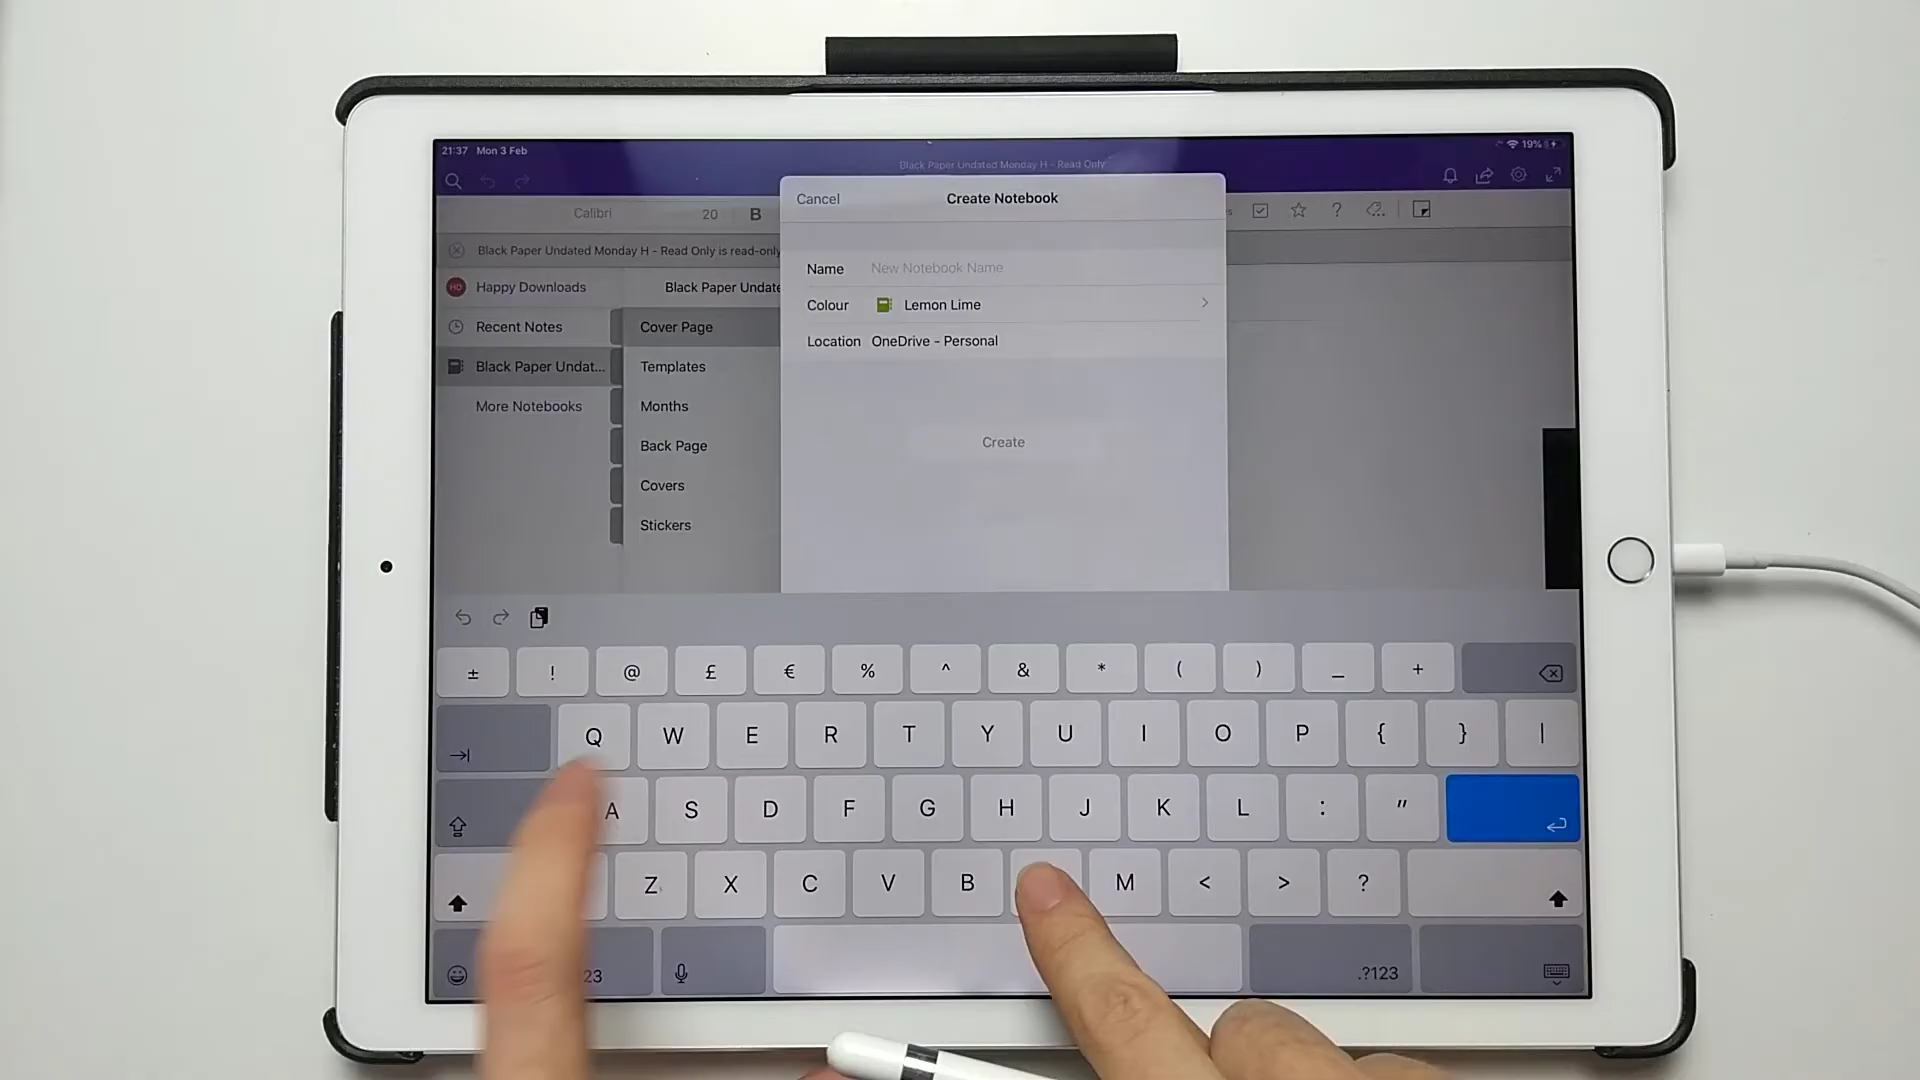 21:37 Mon 3 Feb
19%
Black Paper Undated Monday H - Read Only
Calibri 20 B
Cancel Create Notebook
Black Paper Undated Monday H - Read Only is read-only
Name New Notebook Name
Colour Lemon Lime
Location OneDrive - Personal
Create
HD Happy Downloads
Recent Notes
Black Paper Undat...
More Notebooks
Black Paper Undate
Cover Page
Templates
Months
Back Page
Covers
Stickers
± ! @ £ € % ^ & * ( ) _ +
Q W E R T Y U I O P { } |
A S D F G H J K L : "
Z X C V B M < > ?
23 .?123